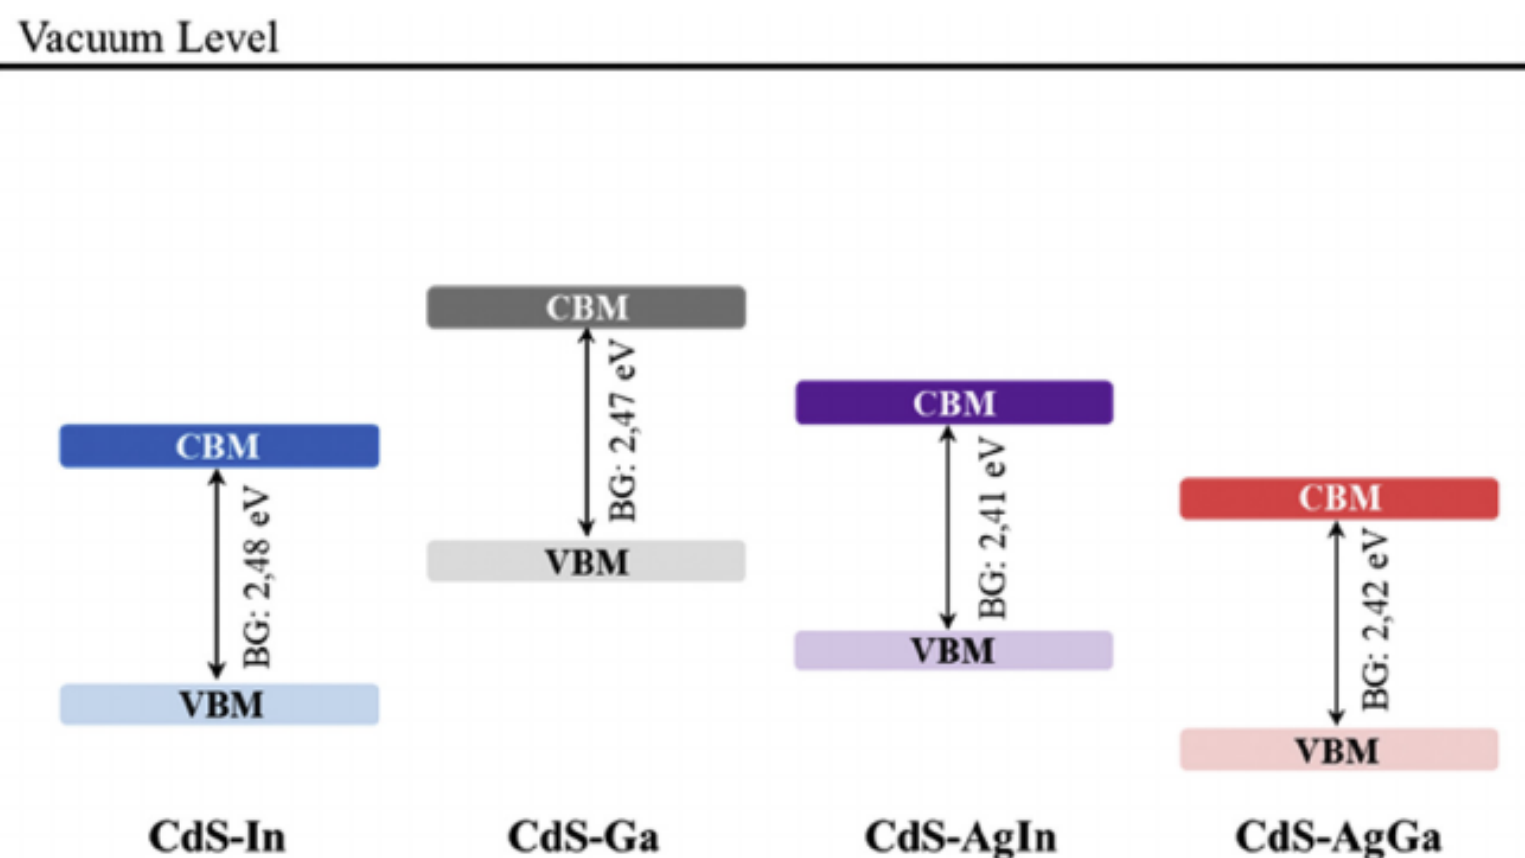 Vacuum Level
CBM
BG: 2,48 eV
VBM
CdS-In
CBM
BG: 2,47 eV
VBM
CdS-Ga
CBM
BG: 2,41 eV
VBM
CdS-AgIn
CBM
BG: 2,42 eV
VBM
CdS-AgGa